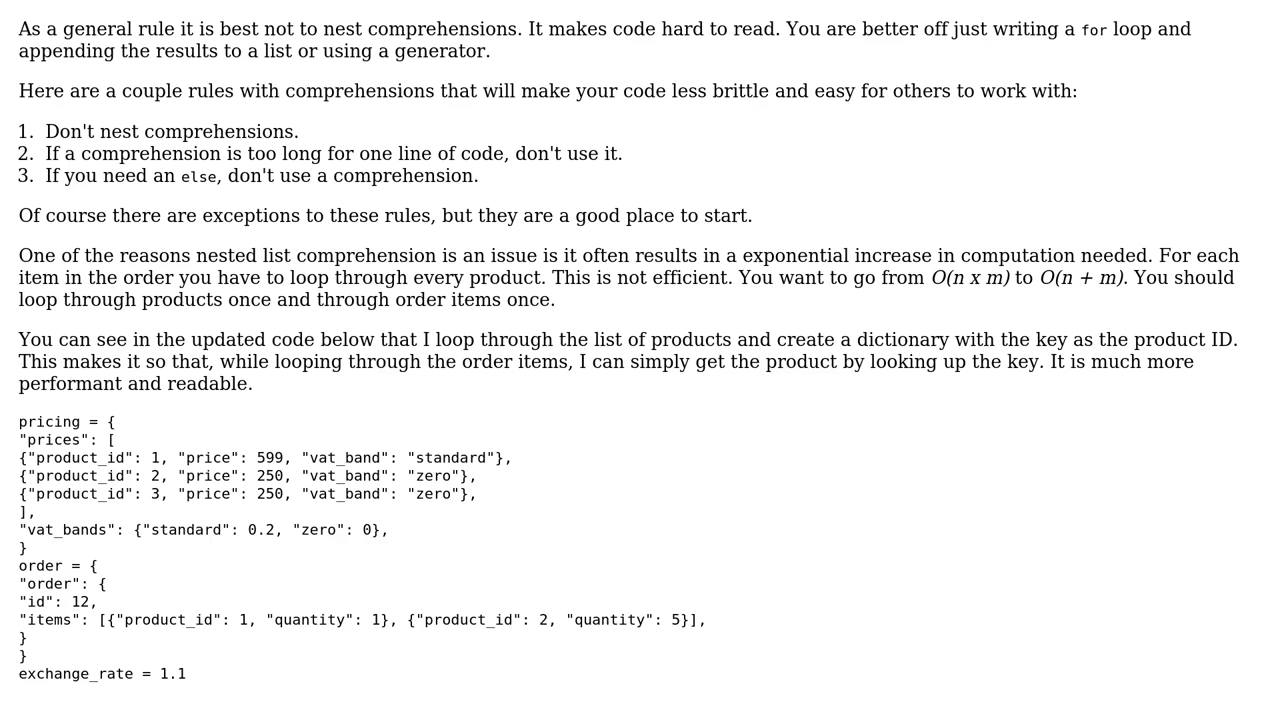 As a general rule it is best not to nest comprehensions. It makes code hard to read. You are better off just writing a for loop and
appending the results to a list or using a generator.
Here are a couple rules with comprehensions that will make your code less brittle and easy for others to work with:
1. Don't nest comprehensions.
2. If a comprehension is too long for one line of code, don't use it.
3. If you need an else, don't use a comprehension.
Of course there are exceptions to these rules, but they are a good place to start.
One of the reasons nested list comprehension is an issue is it often results in a exponential increase in computation needed. For each
item in the order you have to loop through every product. This is not efficient. You want to go from O(n x m) to O(n + m). You should
loop through products once and through order items once.
You can see in the updated code below that I loop through the list of products and create a dictionary with the key as the product ID.
This makes it so that, while looping through the order items, I can simply get the product by looking up the key. It is much more
performant and readable.
pricing = {
"prices": [
{"product_id": 1, "price": 599, "vat_band": "standard"},
{"product_id": 2, "price": 250, "vat_band": "zero"},
{"product_id": 3, "price": 250, "vat_band": "zero"},
],
"vat_bands": {"standard": 0.2, "zero": 0},
}
order = {
"order": {
"id": 12,
"items": [{"product_id": 1, "quantity": 1}, {"product_id": 2, "quantity": 5}],
}
}
exchange_rate = 1.1